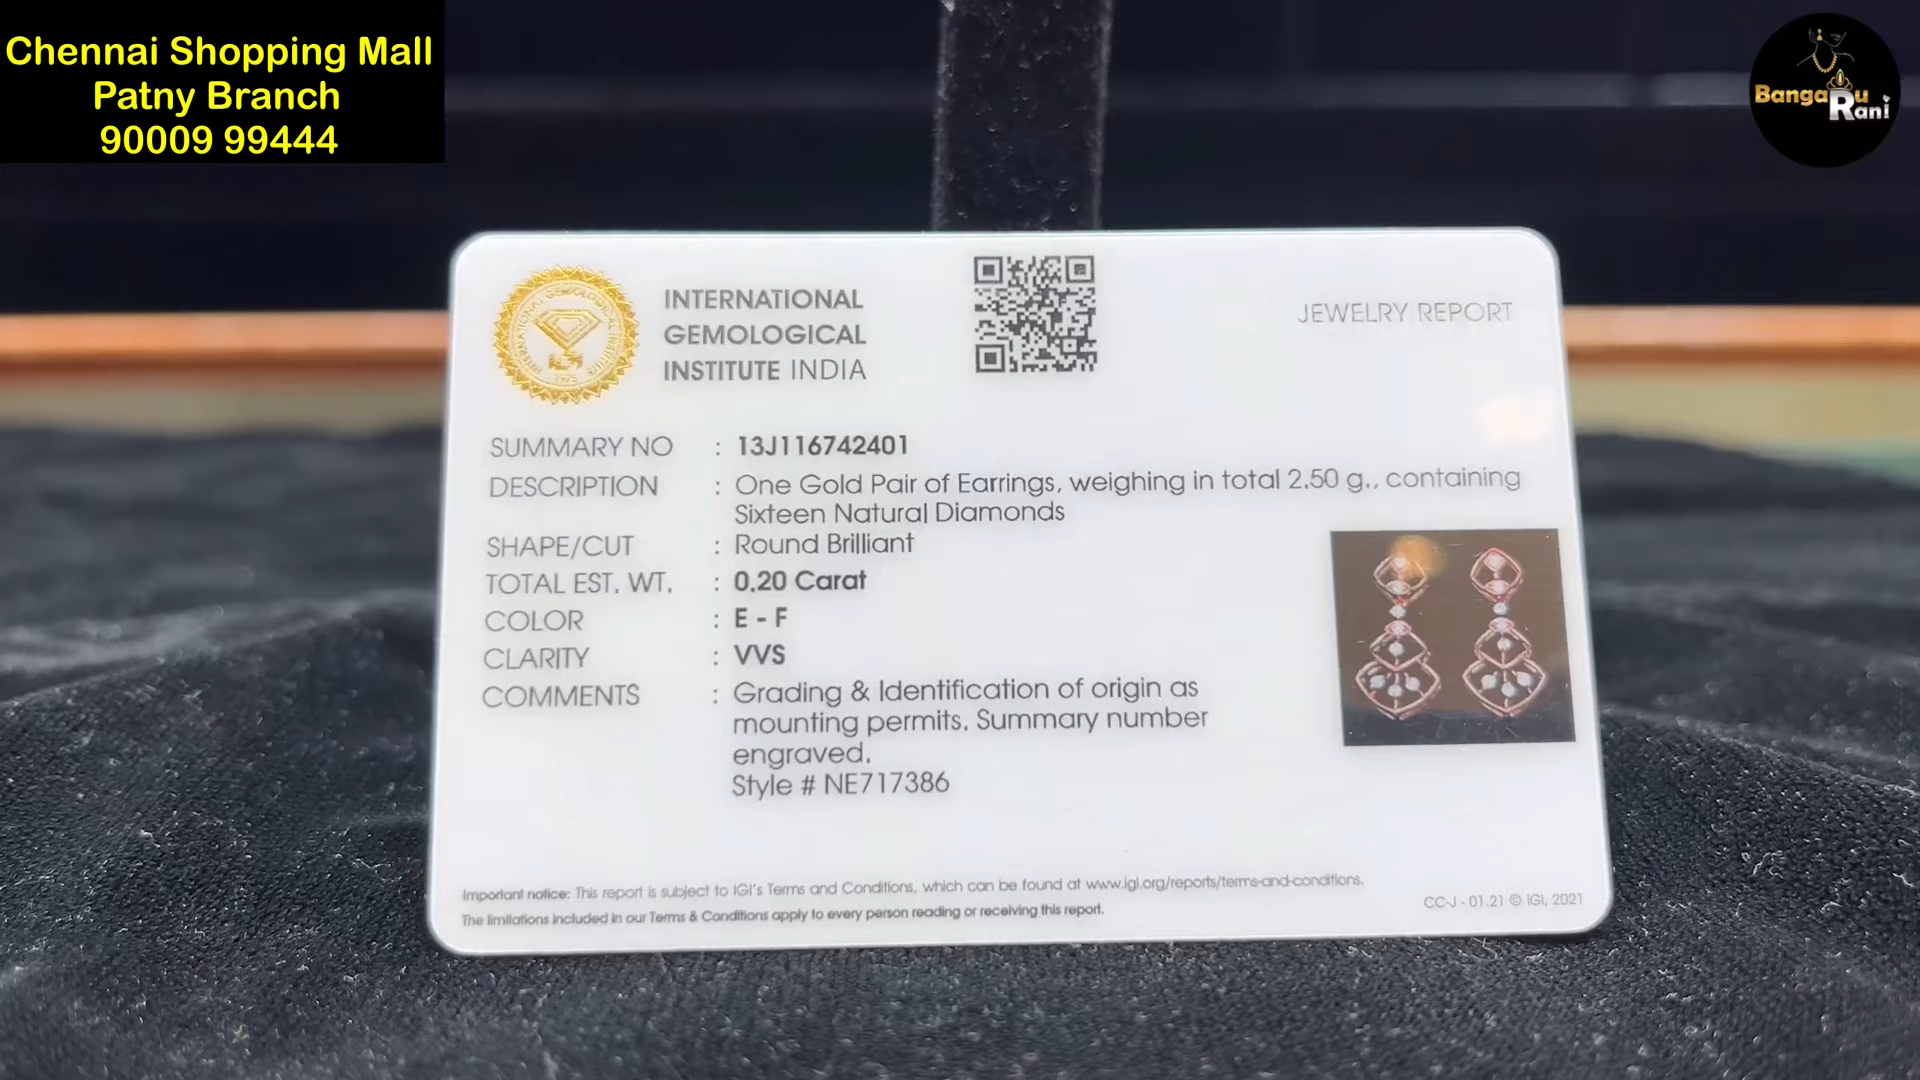 Chennai Shopping Mall
Patny Branch
90009 99444
Bangaru
Rani
INTERNATIONAL
GEMOLOGICAL
INSTITUTE INDIA
JEWELRY REPORT
SUMMARY NO : 13J116742401
DESCRIPTION : One Gold Pair of Earrings, weighing in total 2.50 g., containing
Sixteen Natural Diamonds
SHAPE/CUT : Round Brilliant
TOTAL EST. WT. : 0.20 Carat
COLOR : E - F
CLARITY : VVS
COMMENTS : Grading & Identification of origin as
mounting permits. Summary number
engraved.
Style # NE717386
Important notice: This report is subject to IGI's Terms and Conditions, which can be found at www.igi.org/reports/terms-and-conditions.
The limitations included in our Terms & Conditions apply to every person reading or receiving this report.
CC-J - 01.21 © IGI, 2021